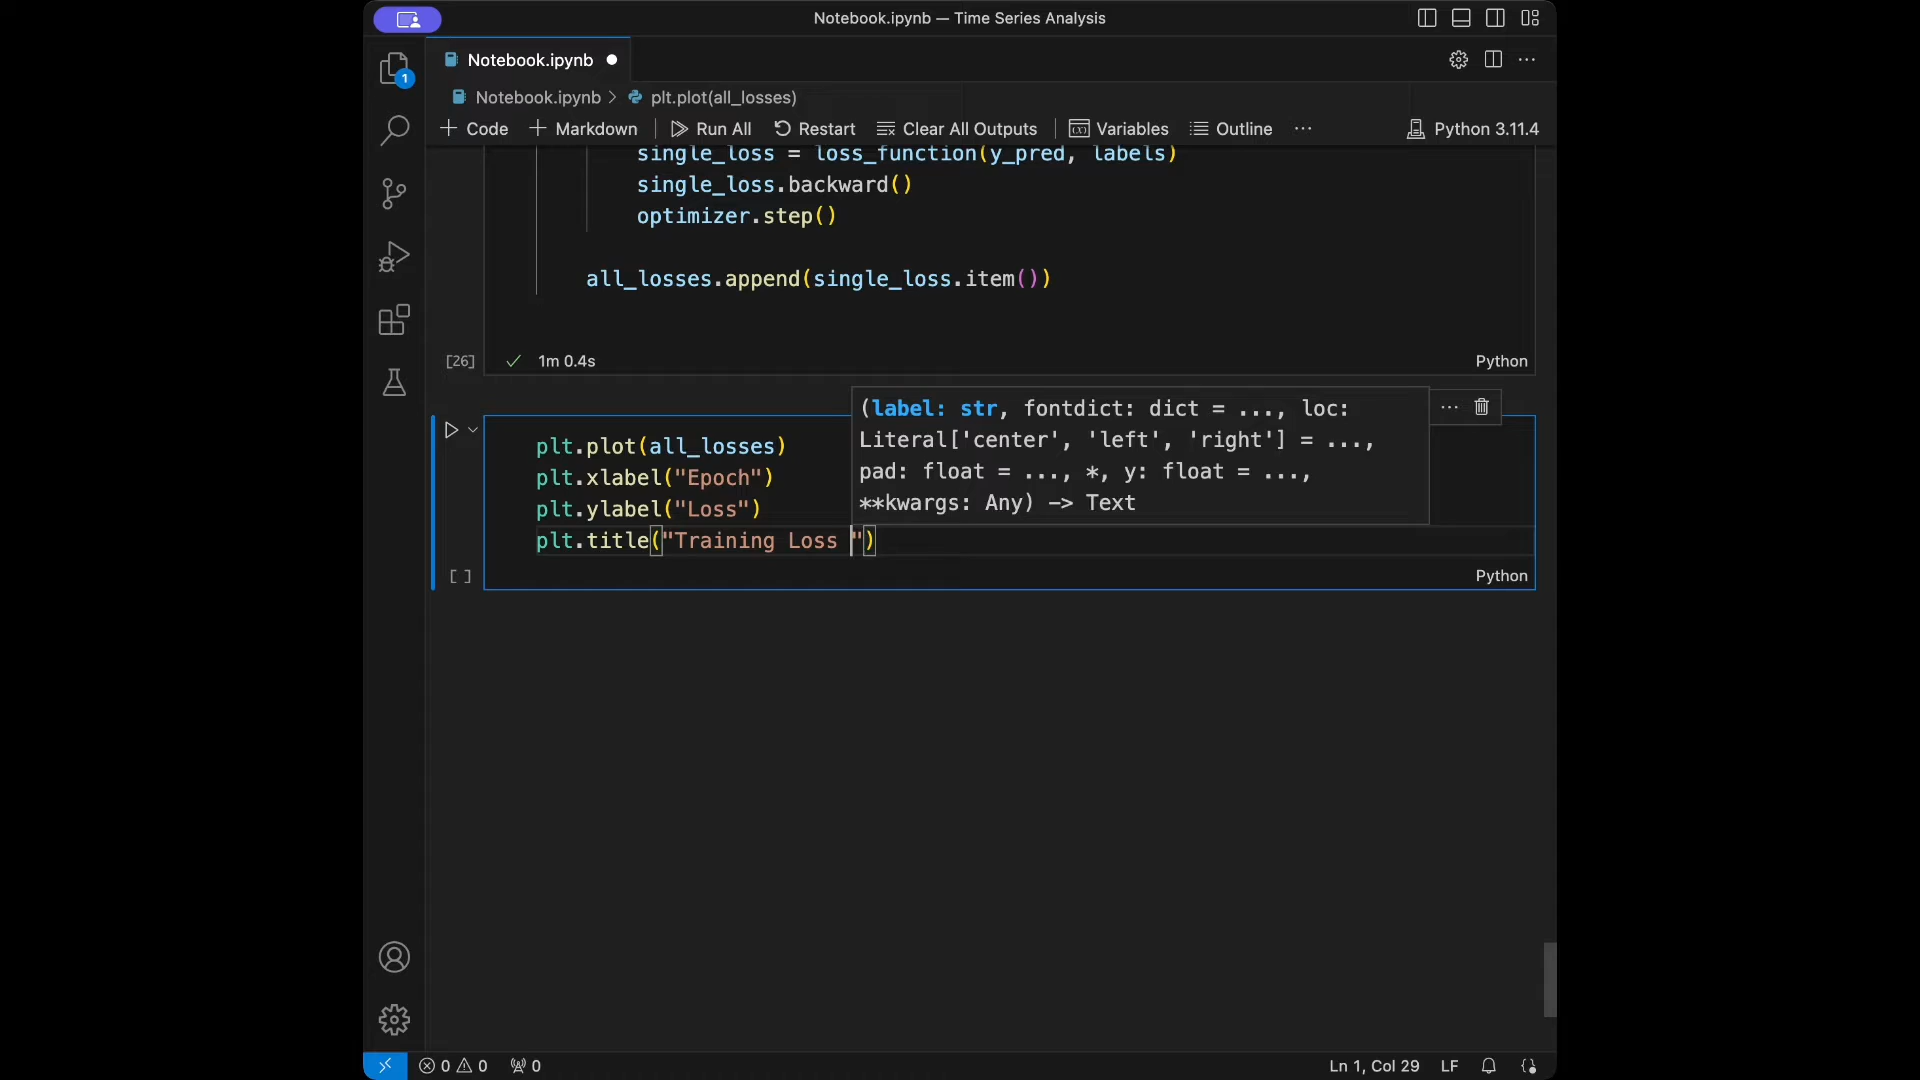 Notebook.ipynb — Time Series Analysis
1
Notebook.ipynb
Notebook.ipynb > plt.plot(all_losses)
+ Code + Markdown | Run All Restart Clear All Outputs | Variables Outline ··· Python 3.11.4
single_loss = loss_function(y_pred, labels)
single_loss.backward()
optimizer.step()
all_losses.append(single_loss.item())
[26] ✓ 1m 0.4s Python
(label: str, fontdict: dict = ..., loc:
Literal['center', 'left', 'right'] = ...,
pad: float = ..., *, y: float = ...,
**kwargs: Any) -> Text
plt.plot(all_losses)
plt.xlabel("Epoch")
plt.ylabel("Loss")
plt.title("Training Loss ")
[ ] Python
0 0 0 Ln 1, Col 29 LF